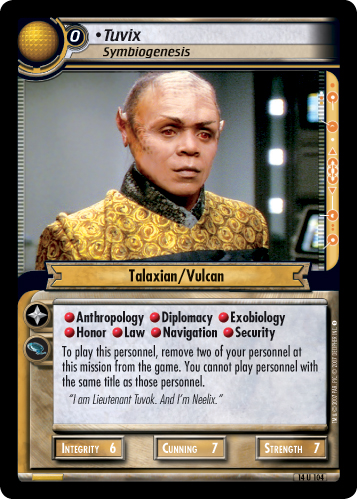 0 • Tuvix
Symbiogenesis
Talaxian/Vulcan
•Anthropology •Diplomacy •Exobiology
•Honor •Law •Navigation •Security
To play this personnel, remove two of your personnel at
this mission from the game. You cannot play personnel
with the same title as those personnel.
"I am Lieutenant Tuvok. And I'm Neelix."
INTEGRITY 6 CUNNING 7 STRENGTH 7
14 U 104